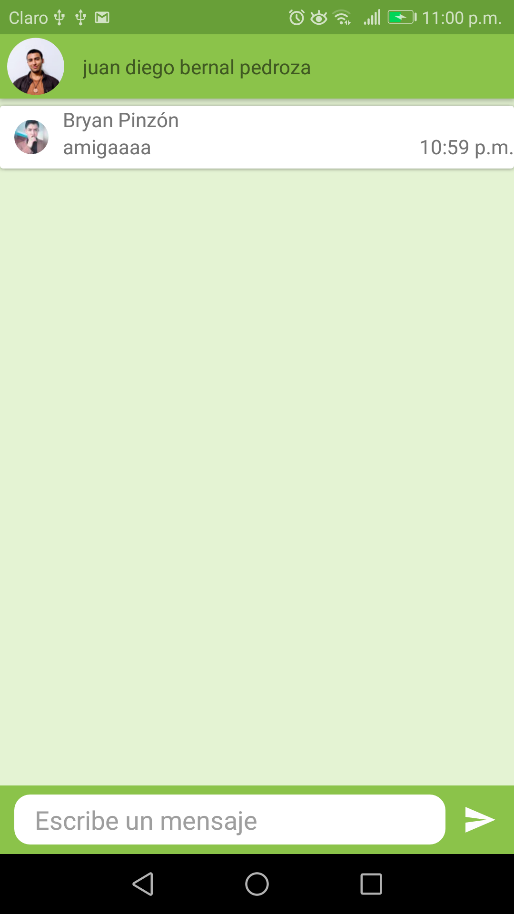 Claro 11:00 p.m.
juan diego bernal pedroza
Bryan Pinzón
amigaaaa 10:59 p.m.
Escribe un mensaje